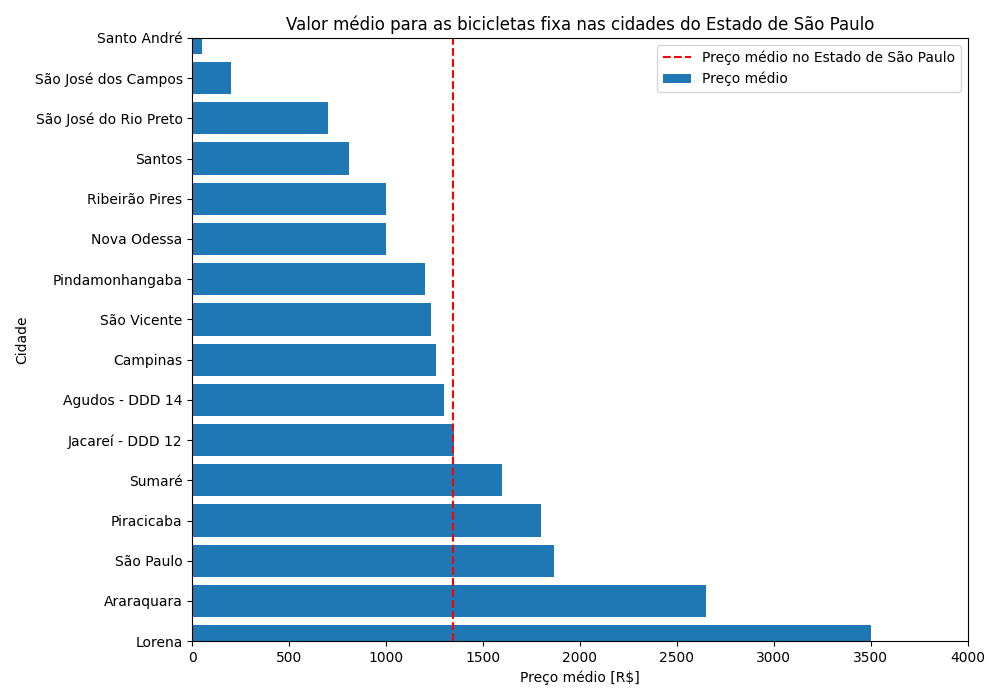 Valor médio para as bicicletas fixa nas cidades do Estado de São Paulo
Preço médio no Estado de São Paulo
Preço médio
Cidade
Santo André
São José dos Campos
São José do Rio Preto
Santos
Ribeirão Pires
Nova Odessa
Pindamonhangaba
São Vicente
Campinas
Agudos - DDD 14
Jacareí - DDD 12
Sumaré
Piracicaba
São Paulo
Araraquara
Lorena
0 500 1000 1500 2000 2500 3000 3500 4000
Preço médio [R$]